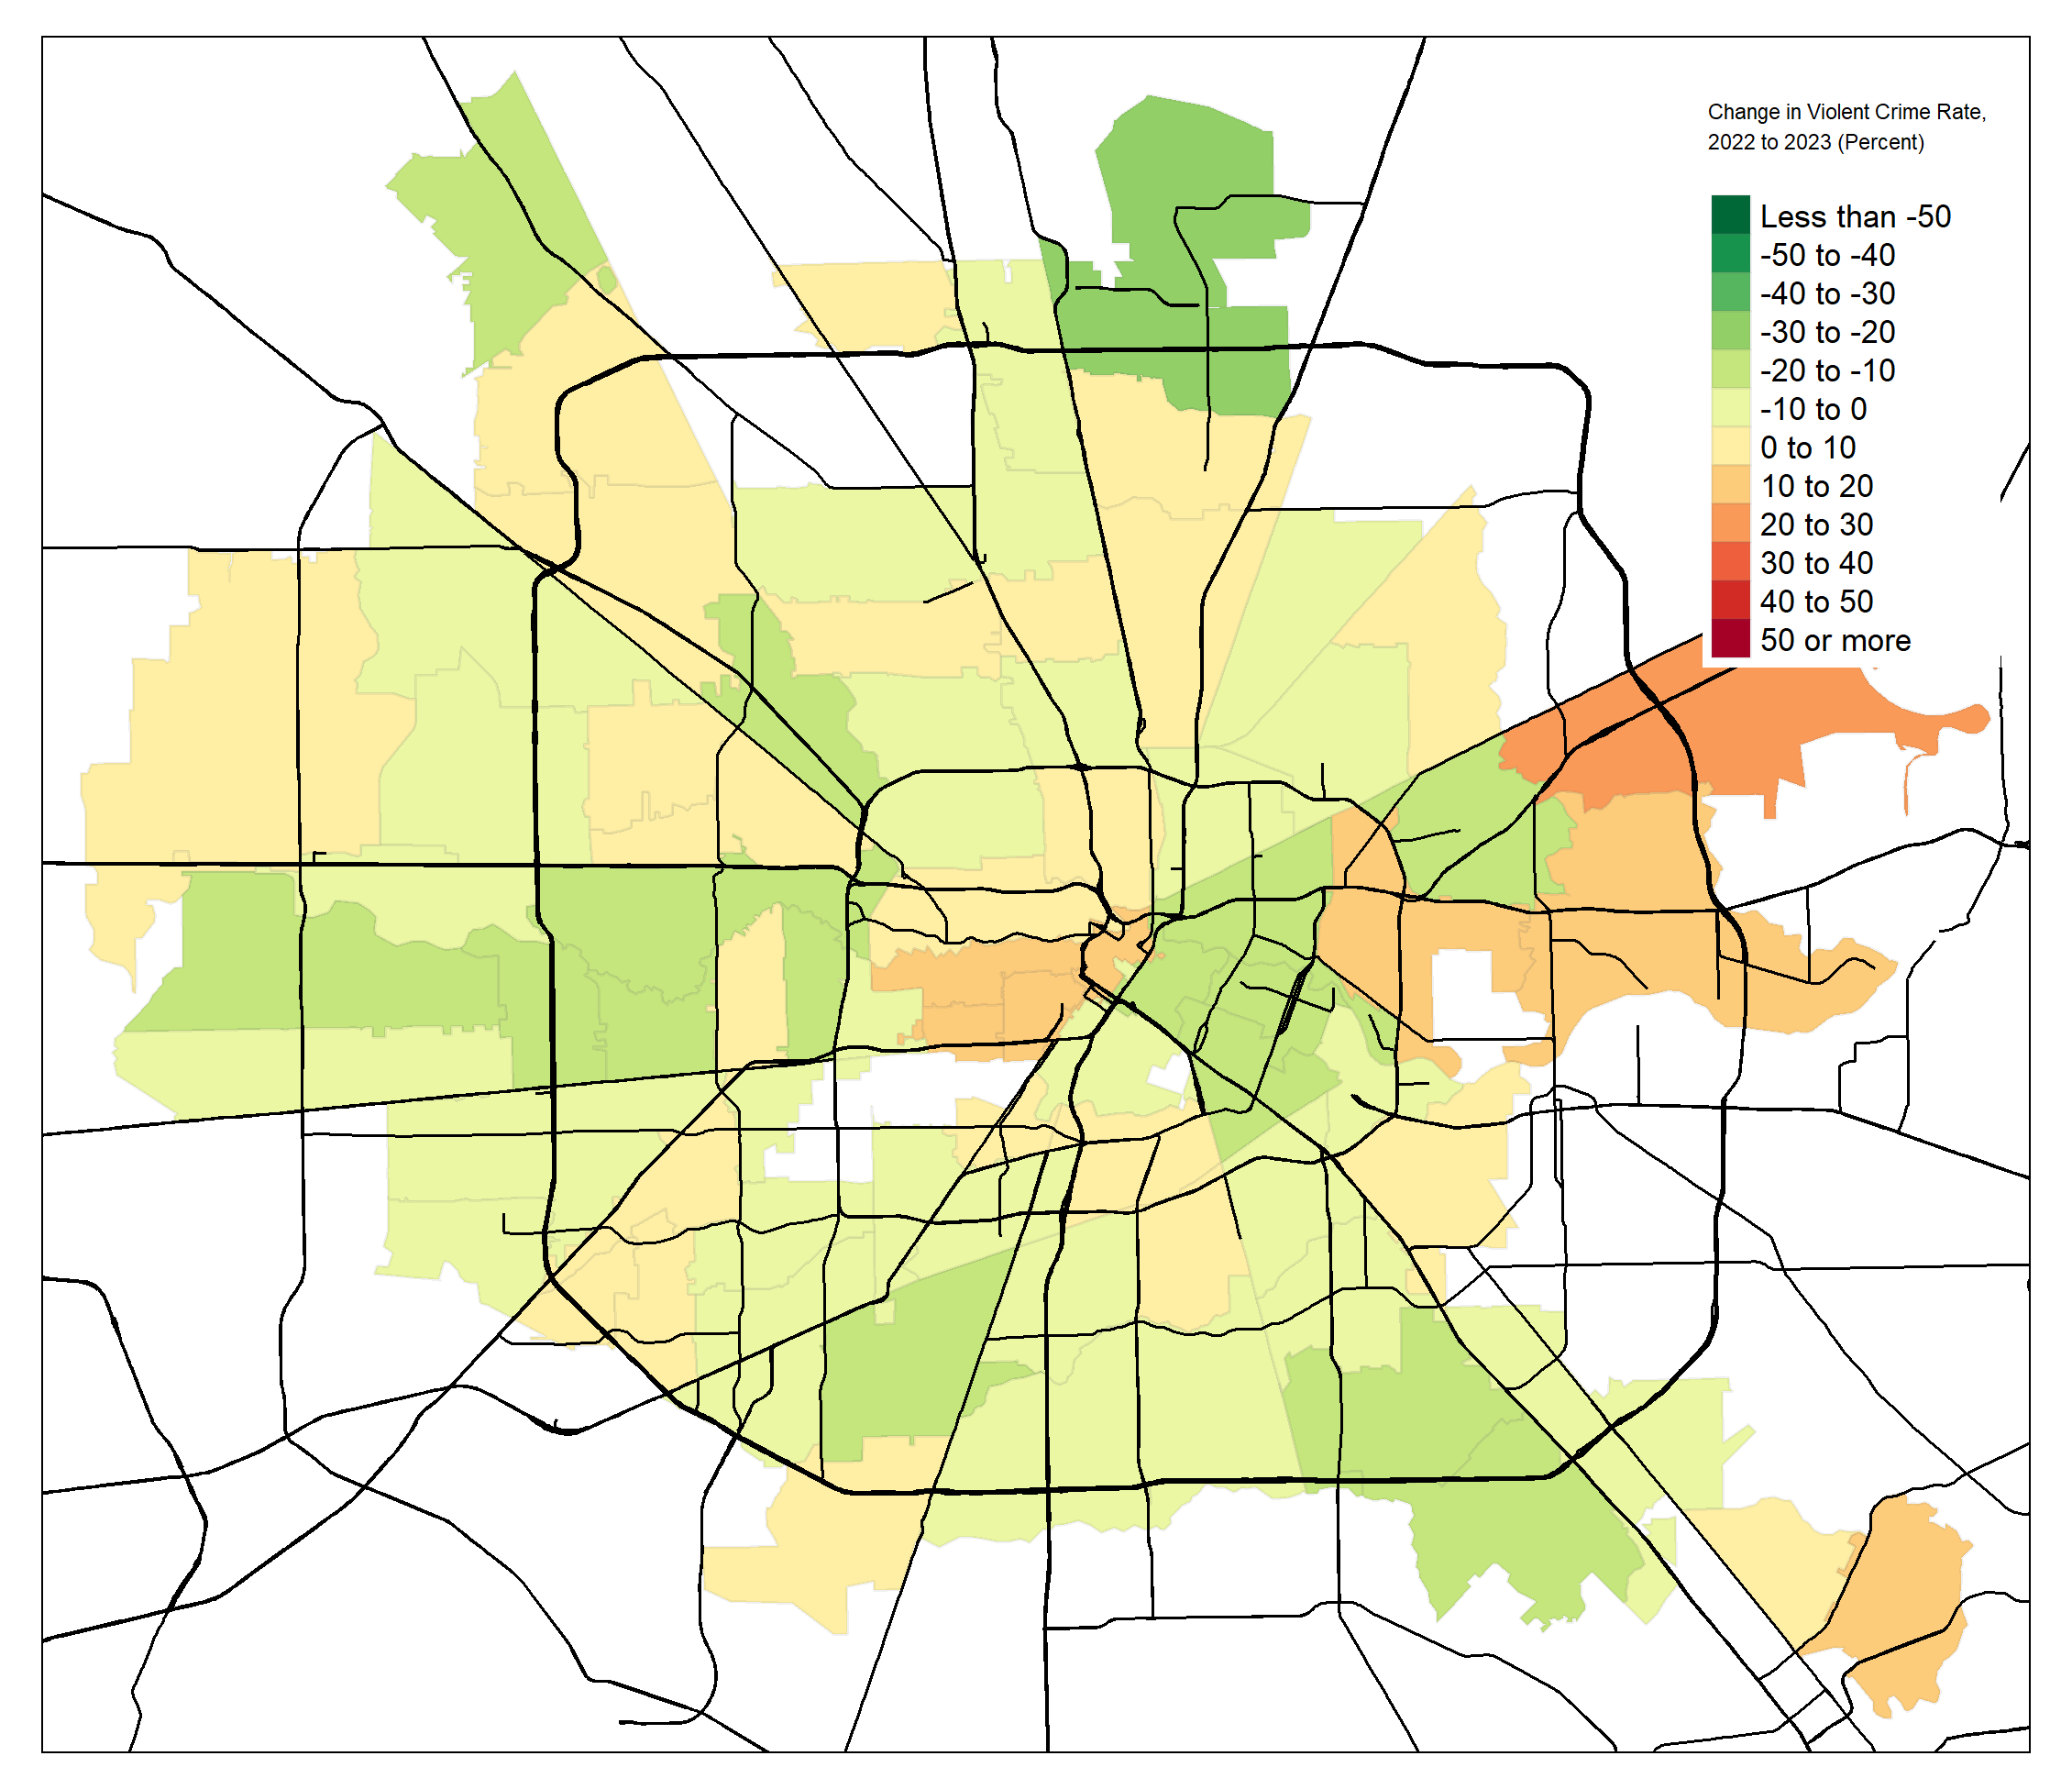 Change in Violent Crime Rate,
2022 to 2023 (Percent)
Less than -50
-50 to -40
-40 to -30
-30 to -20
-20 to -10
-10 to 0
0 to 10
10 to 20
20 to 30
30 to 40
40 to 50
50 or more